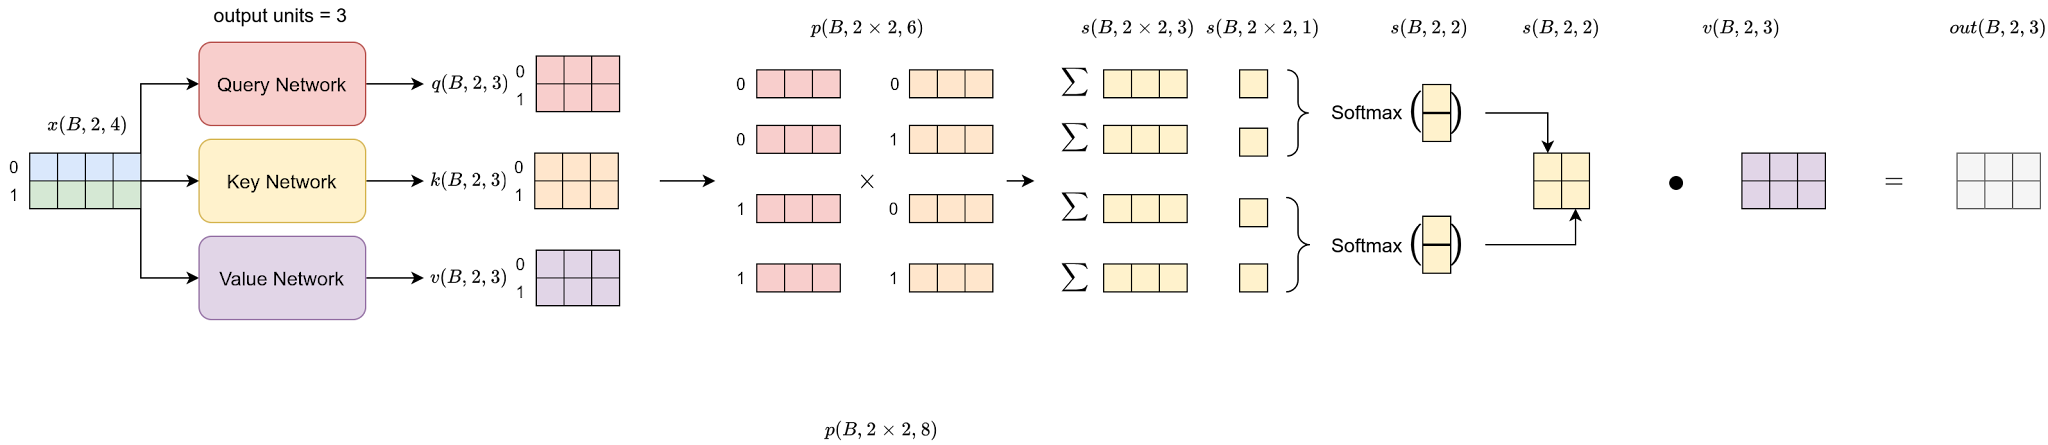 output units = 3
p(B, 2 × 2, 6)
s(B, 2 × 2, 3)
s(B, 2 × 2, 1)
s(B, 2, 2)
s(B, 2, 2)
v(B, 2, 3)
out(B, 2, 3)
x(B, 2, 4)
0
1
Query Network
Key Network
Value Network
q(B, 2, 3)
0
1
k(B, 2, 3)
0
1
v(B, 2, 3)
0
1
0
0
0
1
×
1
0
1
1
∑
∑
∑
∑
Softmax ( )
Softmax ( )
•
=
p(B, 2 × 2, 8)